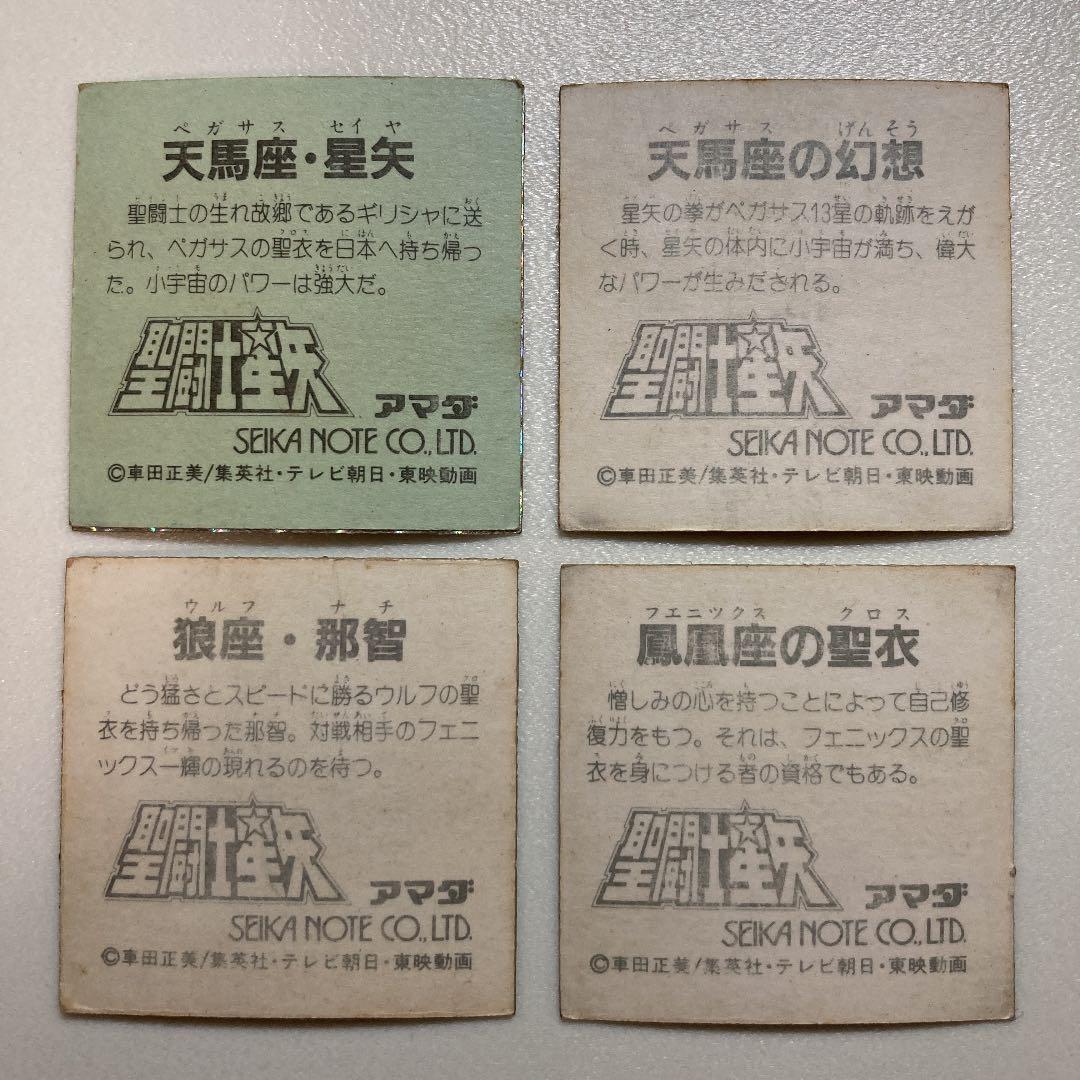 ペガサス セイヤ
天馬座・星矢
聖闘士の生れ故郷であるギリシャに送
られ、ペガサスの聖衣を日本へ持ち帰っ
た。小宇宙のパワーは強大だ。
聖闘士星矢
アマダ
SEIKA NOTE CO., LTD.
©車田正美/集英社・テレビ朝日・東映動画
ペガサス げんそう
天馬座の幻想
星矢の拳がペガサス13星の軌跡をえが
く時、星矢の体内に小宇宙が満ち、偉大
なパワーが生みだされる。
聖闘士星矢
アマダ
SEIKA NOTE CO., LTD.
©車田正美/集英社・テレビ朝日・東映動画
ウルフ ナチ
狼座・那智
どう猛さとスピードに勝るウルフの聖
衣を持ち帰った那智。対戦相手のフェニ
ックス一輝の現れるのを待つ。
聖闘士星矢
アマダ
SEIKA NOTE CO., LTD.
©車田正美/集英社・テレビ朝日・東映動画
フエニツクス クロス
鳳凰座の聖衣
憎しみの心を持つことによって自己修
復力をもつ。それは、フェニックスの聖
衣を身につける者の資格でもある。
聖闘士星矢
アマダ
SEIKA NOTE CO., LTD.
©車田正美/集英社・テレビ朝日・東映動画